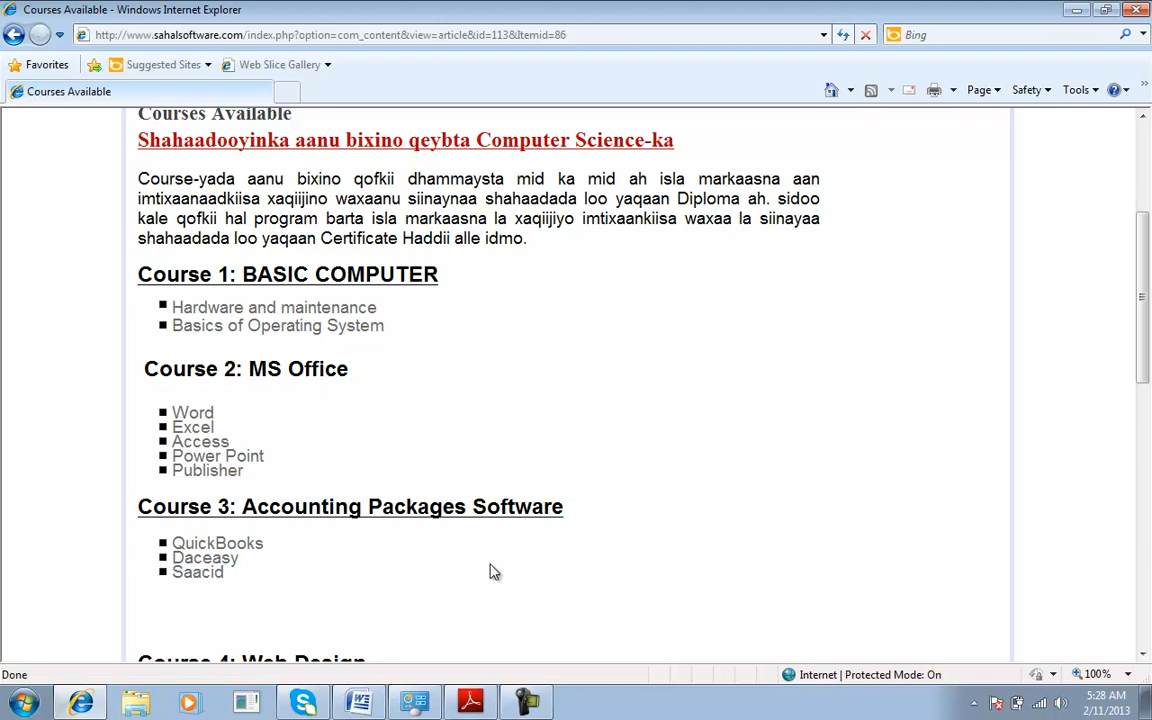 Courses Available - Windows Internet Explorer
http://www.sahalsoftware.com/index.php?option=com_content&view=article&id=113&Itemid=86
Bing
Favorites Suggested Sites Web Slice Gallery
Courses Available
Page Safety Tools
Courses Available
Shahaadooyinka aanu bixino qeybta Computer Science-ka
Course-yada aanu bixino qofkii dhammaysta mid ka mid ah isla markaasna aan
imtixaanaadkiisa xaqiijino waxaanu siinaynaa shahaadada loo yaqaan Diploma ah. sidoo
kale qofkii hal program barta isla markaasna la xaqiijiyo imtixaankiisa waxaa la siinayaa
shahaadada loo yaqaan Certificate Haddii alle idmo.
Course 1: BASIC COMPUTER
Hardware and maintenance
Basics of Operating System
Course 2: MS Office
Word
Excel
Access
Power Point
Publisher
Course 3: Accounting Packages Software
QuickBooks
Daceasy
Saacid
Course 4: Web Design
Done
Internet | Protected Mode: On
100%
5:28 AM
2/11/2013